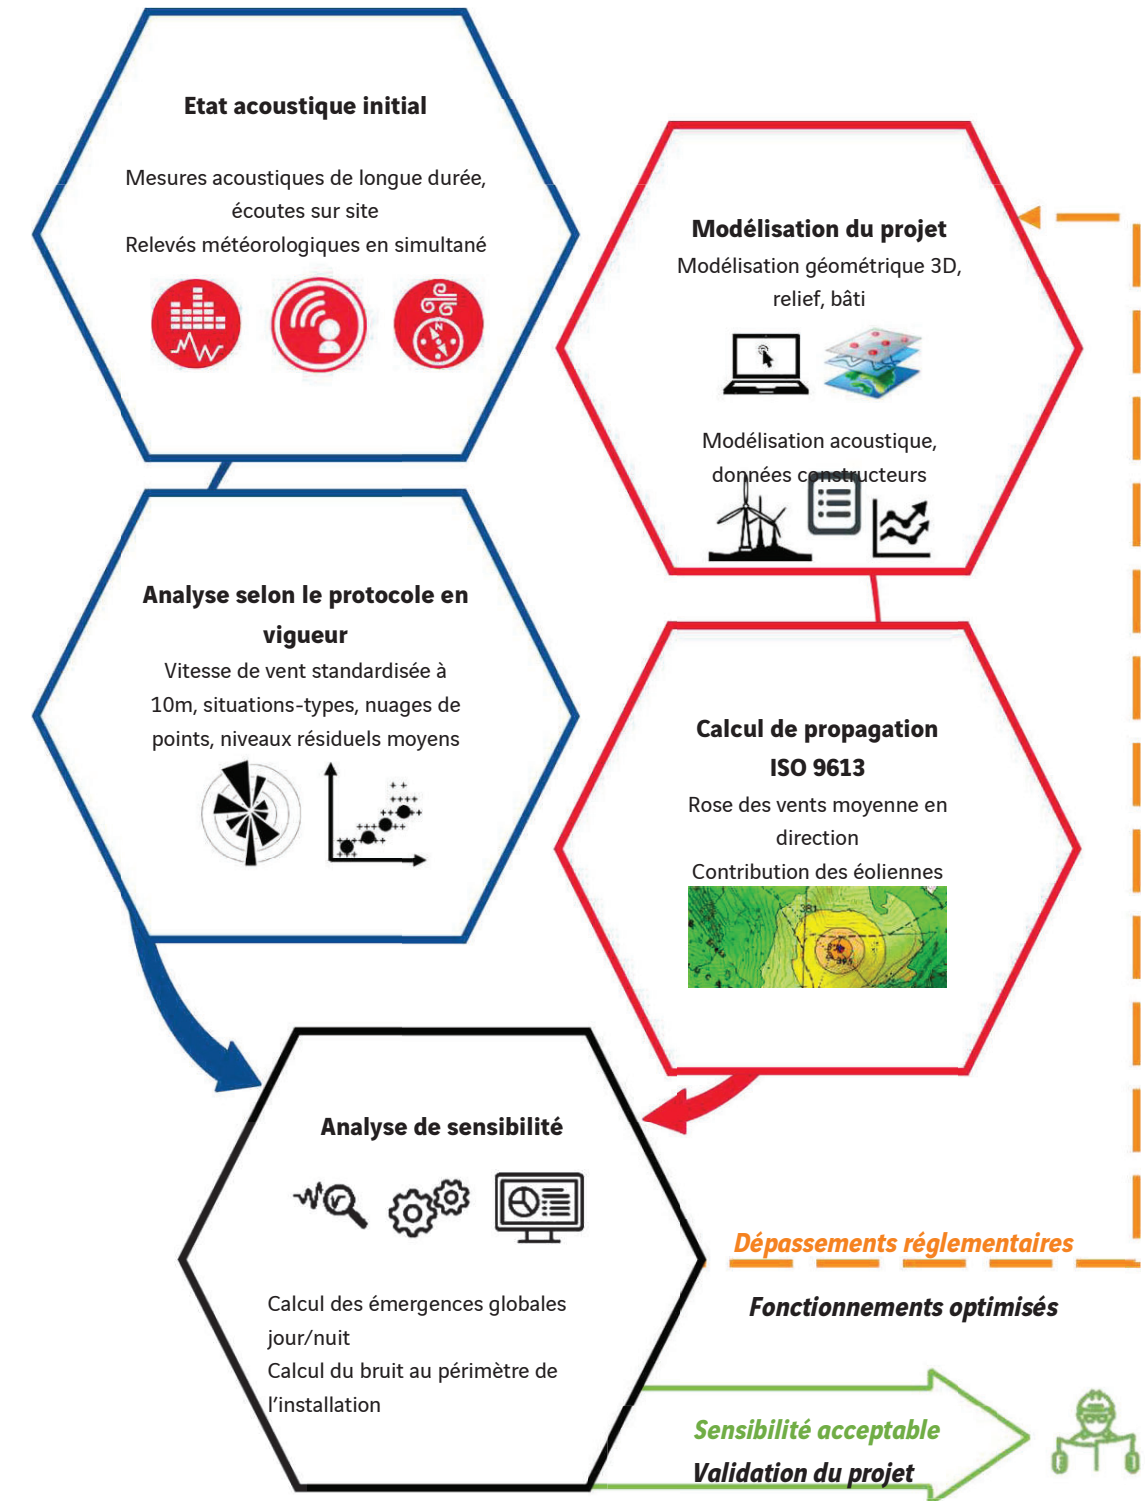 Etat acoustique initial
Mesures acoustiques de longue durée,
écoutes sur site
Relevés météorologiques en simultané
N
Modélisation du projet
Modélisation géométrique 3D,
relief, bâti
Modélisation acoustique,
données constructeurs
Analyse selon le protocole en
vigueur
Vitesse de vent standardisée à
10m, situations-types, nuages de
points, niveaux résiduels moyens
Calcul de propagation
ISO 9613
Rose des vents moyenne en
direction
Contribution des éoliennes
381
Analyse de sensibilité
Calcul des émergences globales
jour/nuit
Calcul du bruit au périmètre de
l'installation
Dépassements réglementaires
Fonctionnements optimisés
Sensibilité acceptable
Validation du projet